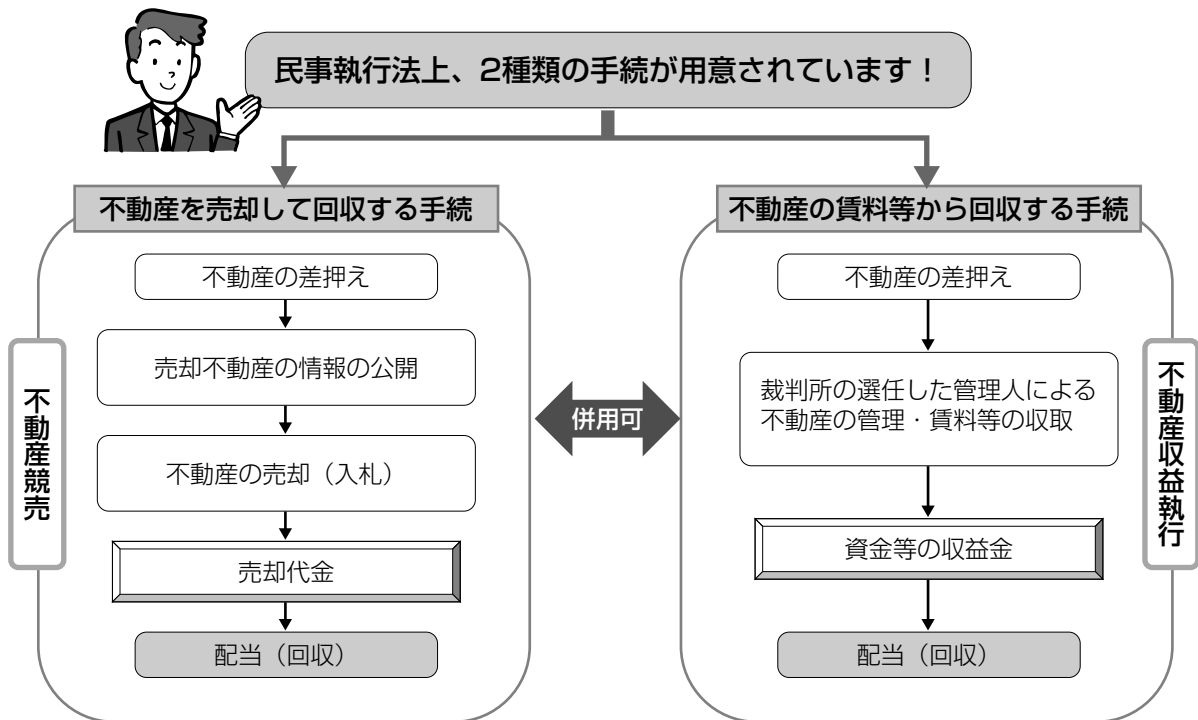 民事執行法上、2種類の手続が用意されています！
不動産を売却して回収する手続
不動産の差押え
売却不動産の情報の公開
不動産の売却（入札）
売却代金
配当（回収）
不動産競売
併用可
不動産の賃料等から回収する手続
不動産の差押え
裁判所の選任した管理人による
不動産の管理・賃料等の収取
資金等の収益金
配当（回収）
不動産収益執行